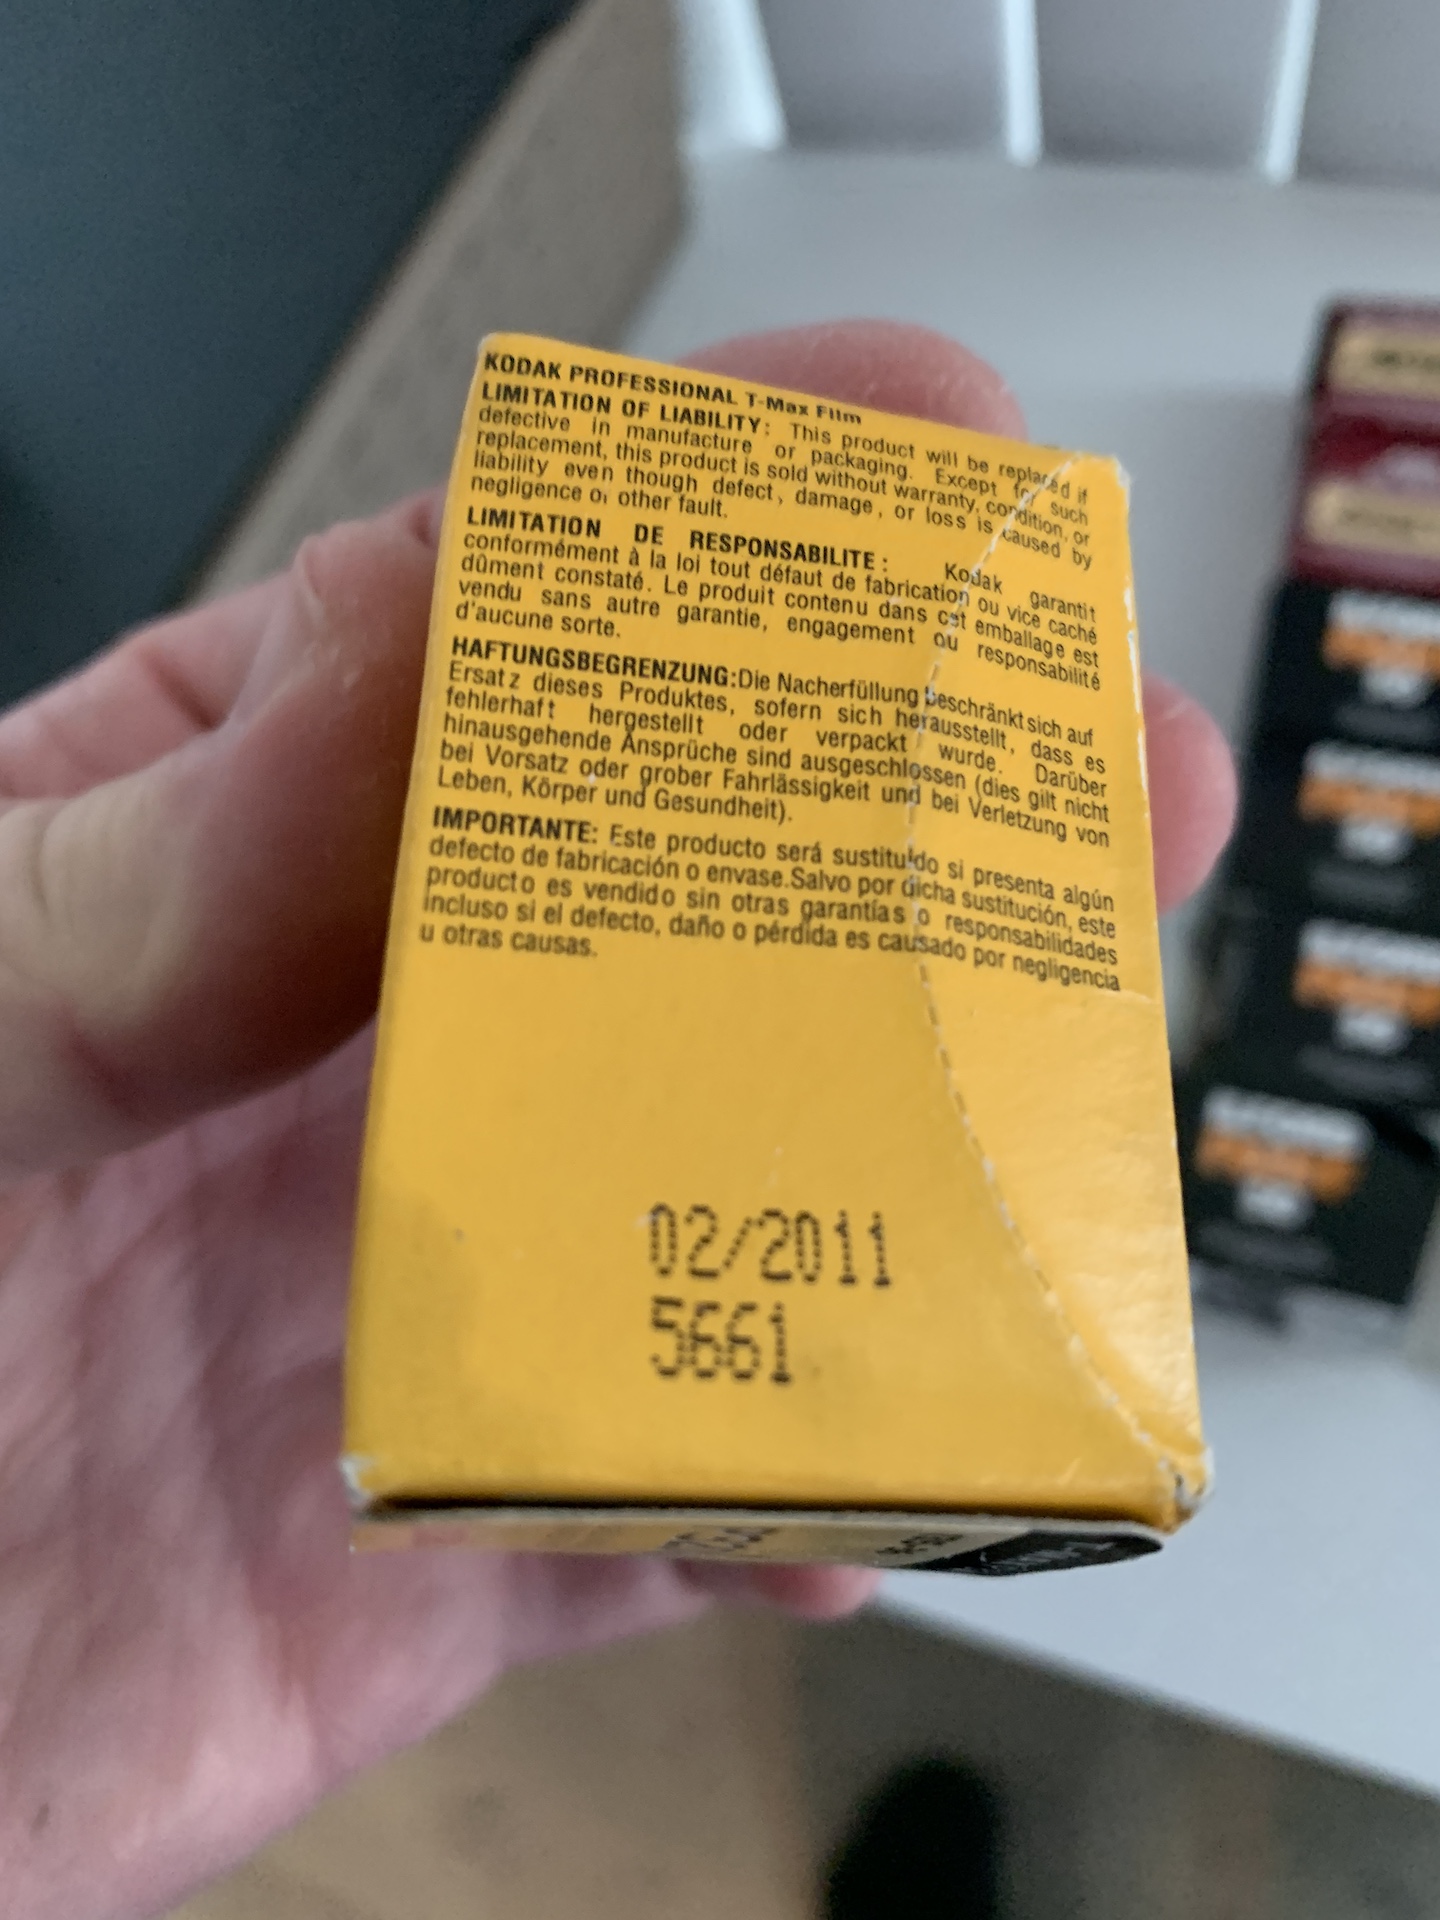 KODAK PROFESSIONAL T-Max Film
LIMITATION OF LIABILITY: This product will be replaced if
defective in manufacture or packaging. Except for such
replacement, this product is sold without warranty, condition, or
liability even though defect, damage, or loss is caused by
negligence or other fault.
LIMITATION DE RESPONSABILITE : Kodak garantit
conformément à la loi tout défaut de fabrication ou vice caché
dûment constaté. Le produit contenu dans cet emballage est
vendu sans autre garantie, engagement ou responsabilité
d'aucune sorte.
HAFTUNGSBEGRENZUNG:Die Nacherfüllung beschränkt sich auf
Ersatz dieses Produktes, sofern sich herausstellt, dass es
fehlerhaft hergestellt oder verpackt wurde. Darüber
hinausgehende Ansprüche sind ausgeschlossen (dies gilt nicht
bei Vorsatz oder grober Fahrlässigkeit und bei Verletzung von
Leben, Körper und Gesundheit).
IMPORTANTE: Este producto será sustituído si presenta algún
defecto de fabricación o envase.Salvo por dicha sustitución, este
producto es vendido sin otras garantías o responsabilidades
incluso si el defecto, daño o pérdida es causado por negligencia
u otras causas.
02/2011
5661